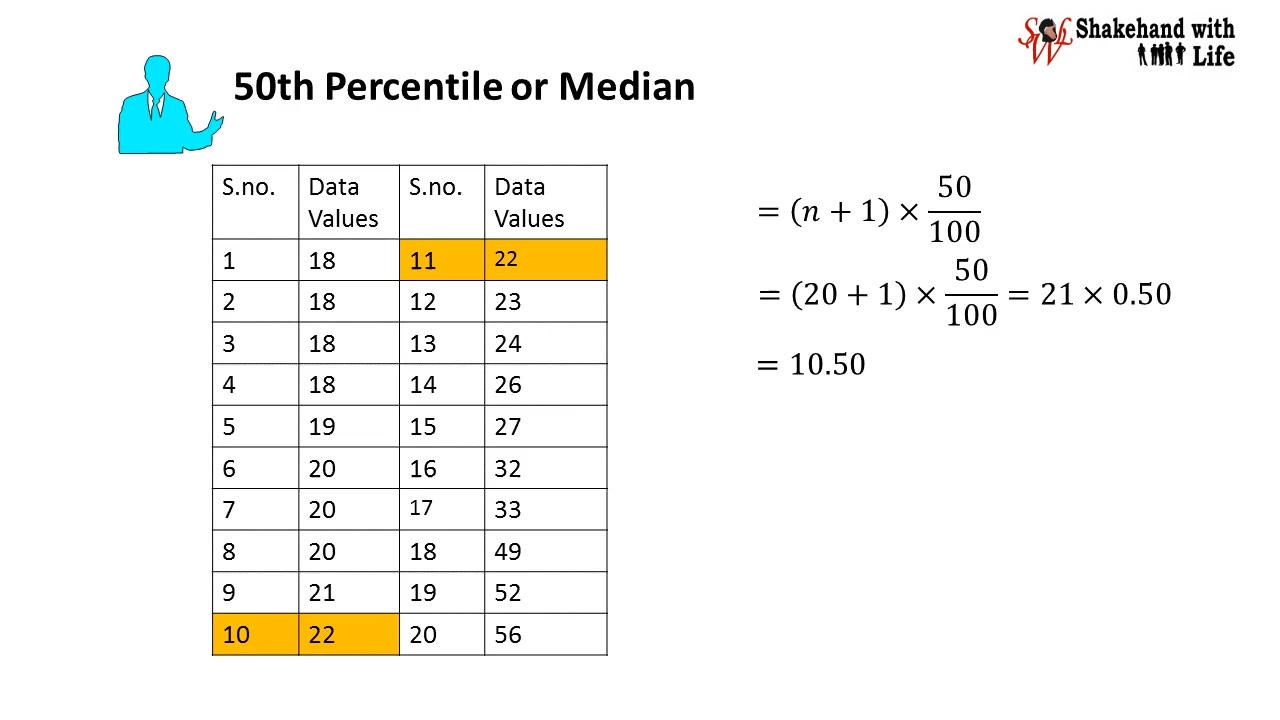 Shakehand with
Life
50th Percentile or Median
S.no. Data Values S.no. Data Values
1 18 11 22
2 18 12 23
3 18 13 24
4 18 14 26
5 19 15 27
6 20 16 32
7 20 17 33
8 20 18 49
9 21 19 52
10 22 20 56
= (n + 1) × 50/100
= (20 + 1) × 50/100 = 21 × 0.50
= 10.50